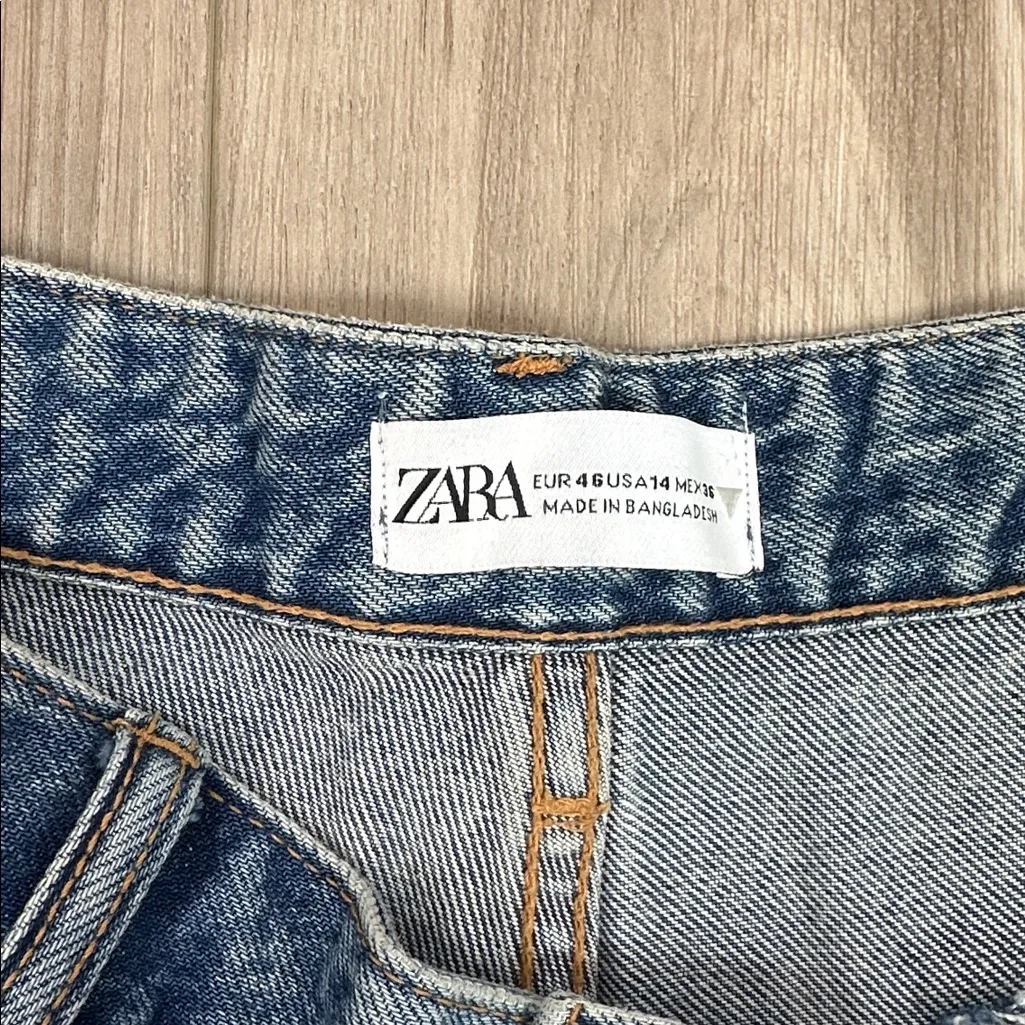 ZARA
EUR 46 USA 14 MEX 36
MADE IN BANGLADESH